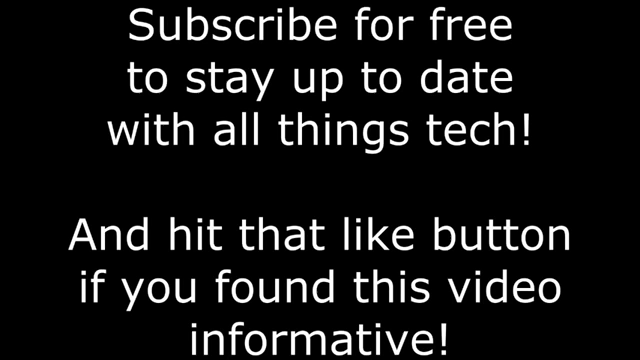 Subscribe for free
to stay up to date
with all things tech!
And hit that like button
if you found this video
informative!